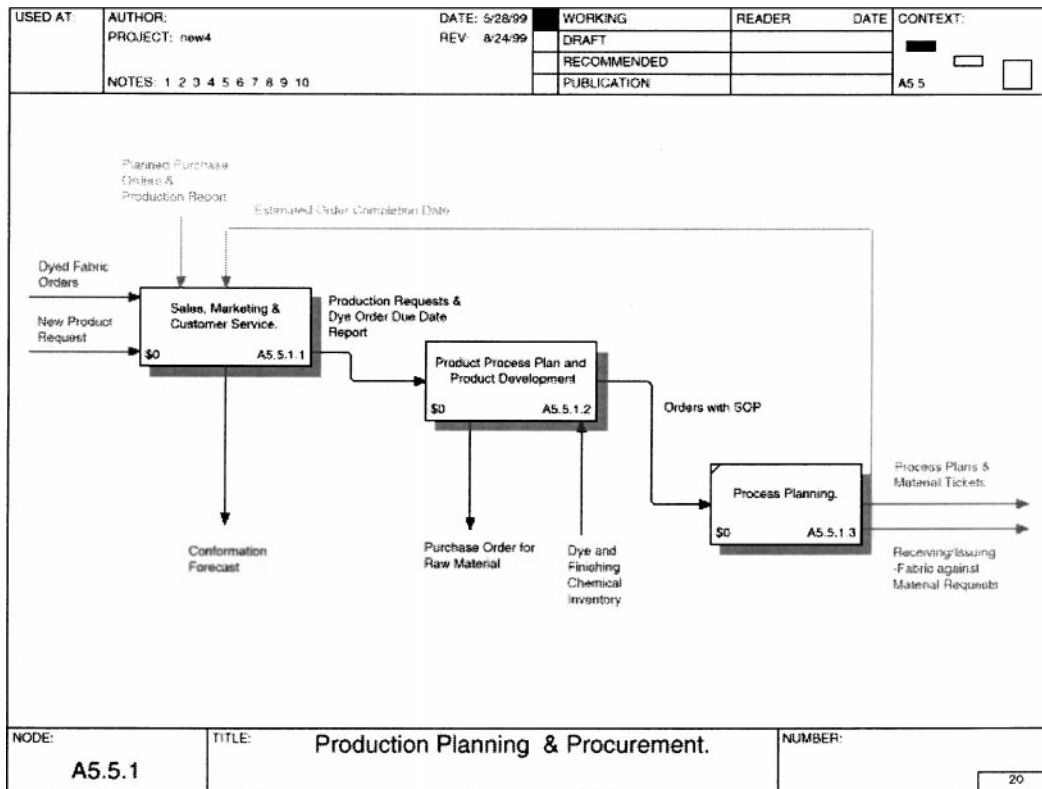 USED AT:
AUTHOR:
DATE: 5/28/99
PROJECT: new4
REV: 8/24/99
NOTES: 1 2 3 4 5 6 7 8 9 10
WORKING
DRAFT
RECOMMENDED
PUBLICATION
READER DATE
CONTEXT:
A5.5
Planned Purchase
Orders &
Production Report
Estimated Order Completion Date
Dyed Fabric
Orders
New Product
Request
Sales, Marketing &
Customer Service.
$0 A5.5.1.1
Production Requests &
Dye Order Due Date
Report
Product Process Plan and
Product Development
$0 A5.5.1.2
Orders with SOP
Process Planning.
$0 A5.5.1.3
Process Plans &
Material Tickets
Receiving/Issuing
-Fabric against
Material Requests
Conformation
Forecast
Purchase Order for
Raw Material
Dye and
Finishing
Chemical
Inventory
NODE:
A5.5.1
TITLE:
Production Planning & Procurement.
NUMBER:
20